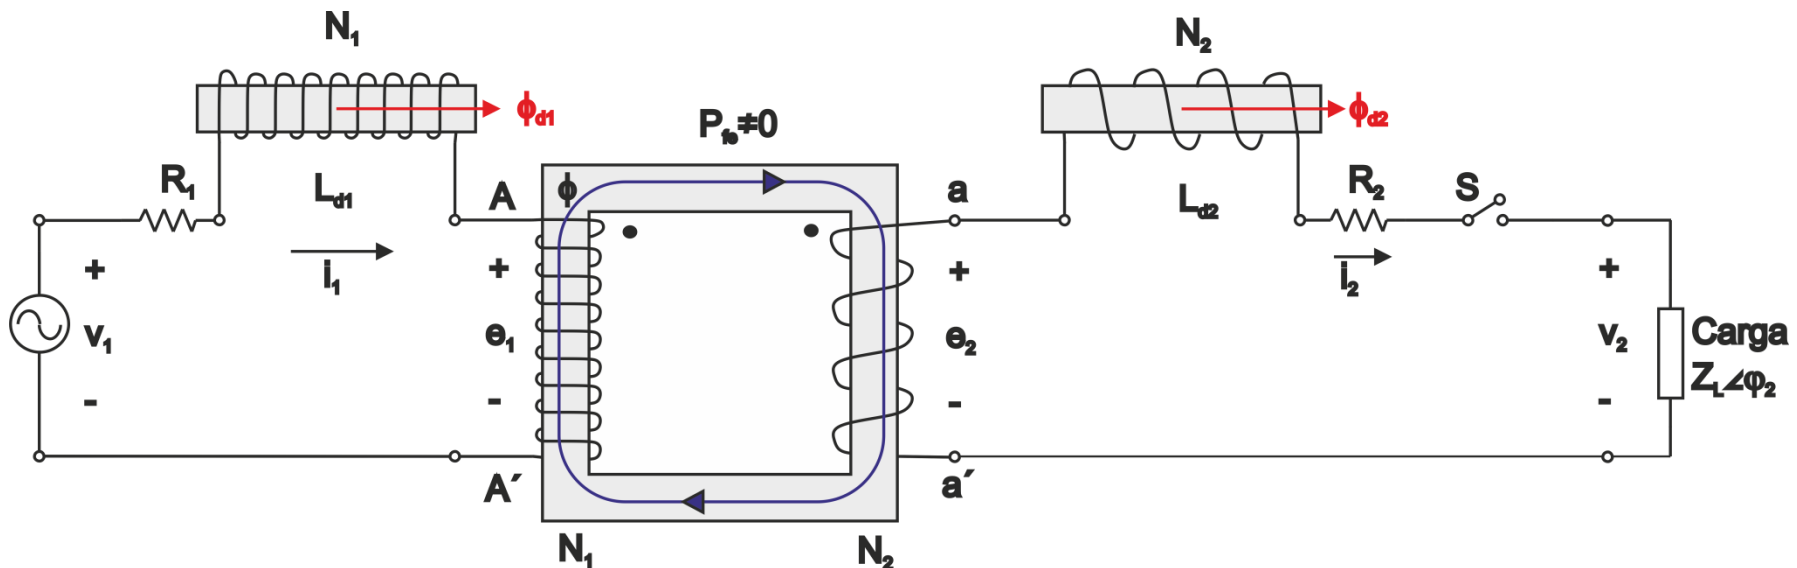 N₁
N₂
ϕd1
ϕd2
Pfe≠0
R₁
Ld1
A
ϕ
a
Ld2
R₂
S
i₁
i₂
+
+
+
+
v₁
e₁
e₂
v₂
Carga
ZL∠φ₂
-
-
-
-
A´
a´
N₁
N₂